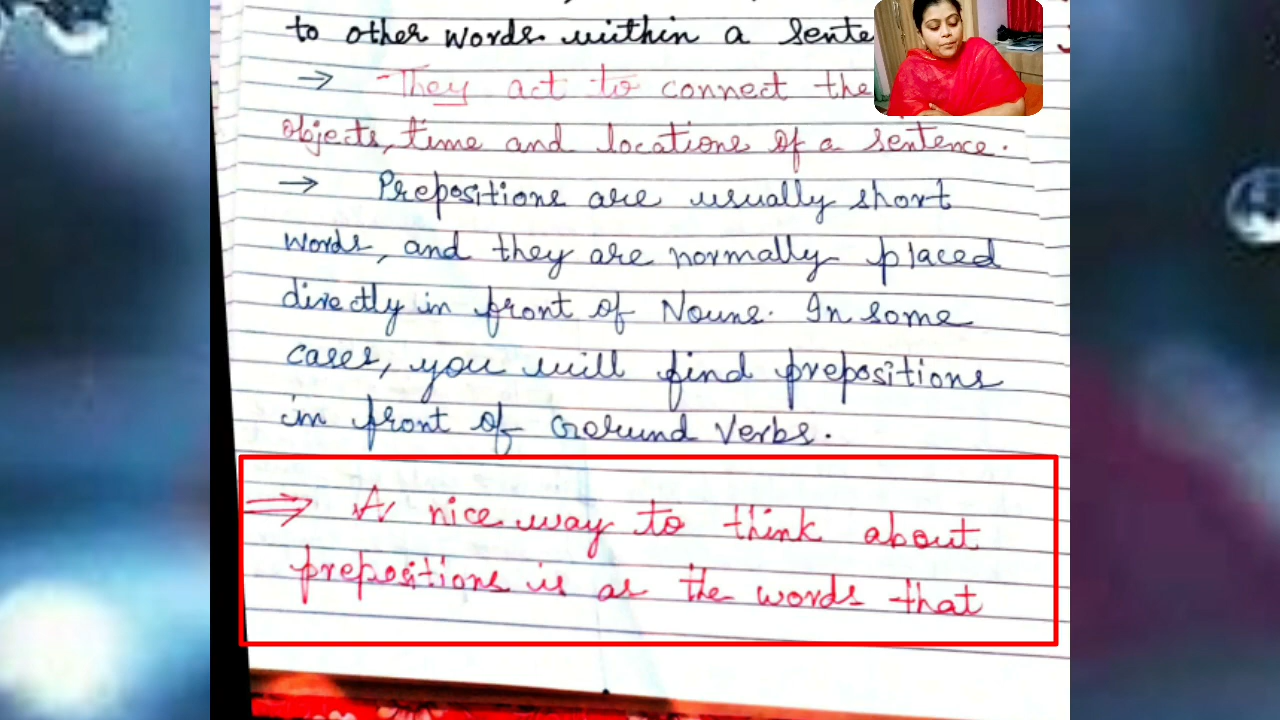 to other words within a sente
→ They act to connect the
objects, time and locations of a sentence.
→ Prepositions are usually short
words, and they are normally placed
directly in front of Nouns. In some
cases, you will find prepositions
in front of Gerund Verbs.
⇒ A nice way to think about
prepositions is as the words that